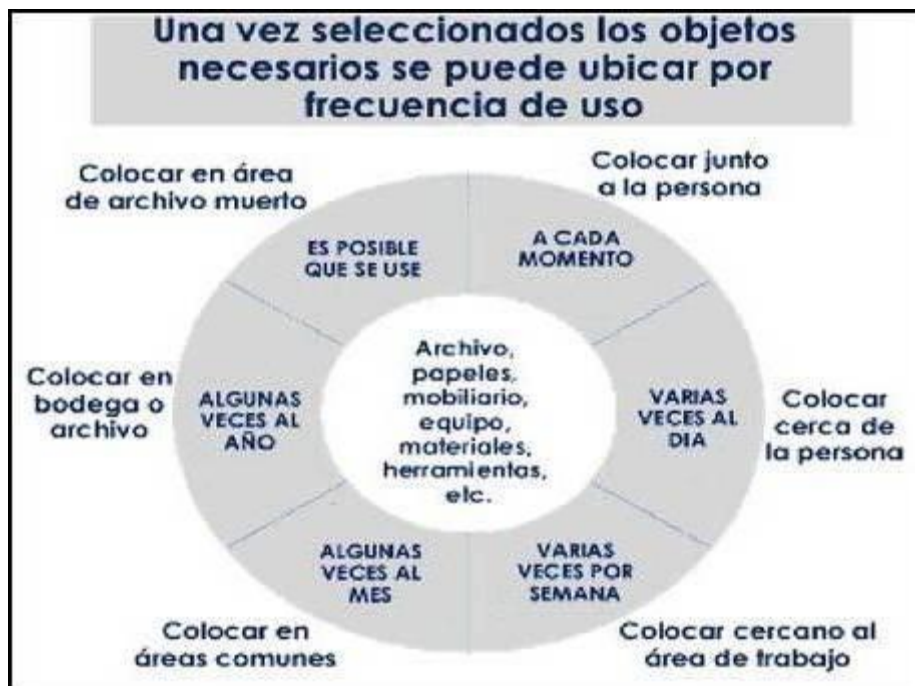 Una vez seleccionados los objetos
necesarios se puede ubicar por
frecuencia de uso
Colocar junto
a la persona
A CADA
MOMENTO
Colocar cerca de
la persona
VARIAS
VECES AL
DIA
Colocar cercano al
área de trabajo
VARIAS
VECES POR
SEMANA
Colocar en
áreas comunes
ALGUNAS
VECES AL
MES
Colocar en
bodega o
archivo
ALGUNAS
VECES AL
AÑO
Colocar en área
de archivo muerto
ES POSIBLE
QUE SE USE
Archivo,
papeles,
mobiliario,
equipo,
materiales,
herramientas,
etc.